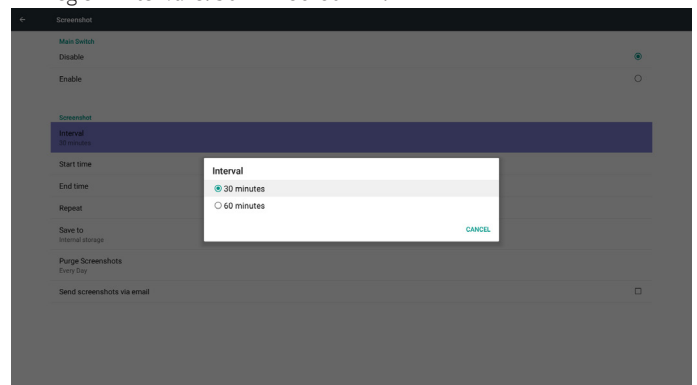 Screenshot
Main Switch
Disable
Enable
Screenshot
Interval
30 minutes
Start time
End time
Repeat
Save to
Internal storage
Purge Screenshots
Every Day
Send screenshots via email
Interval
30 minutes
60 minutes
CANCEL